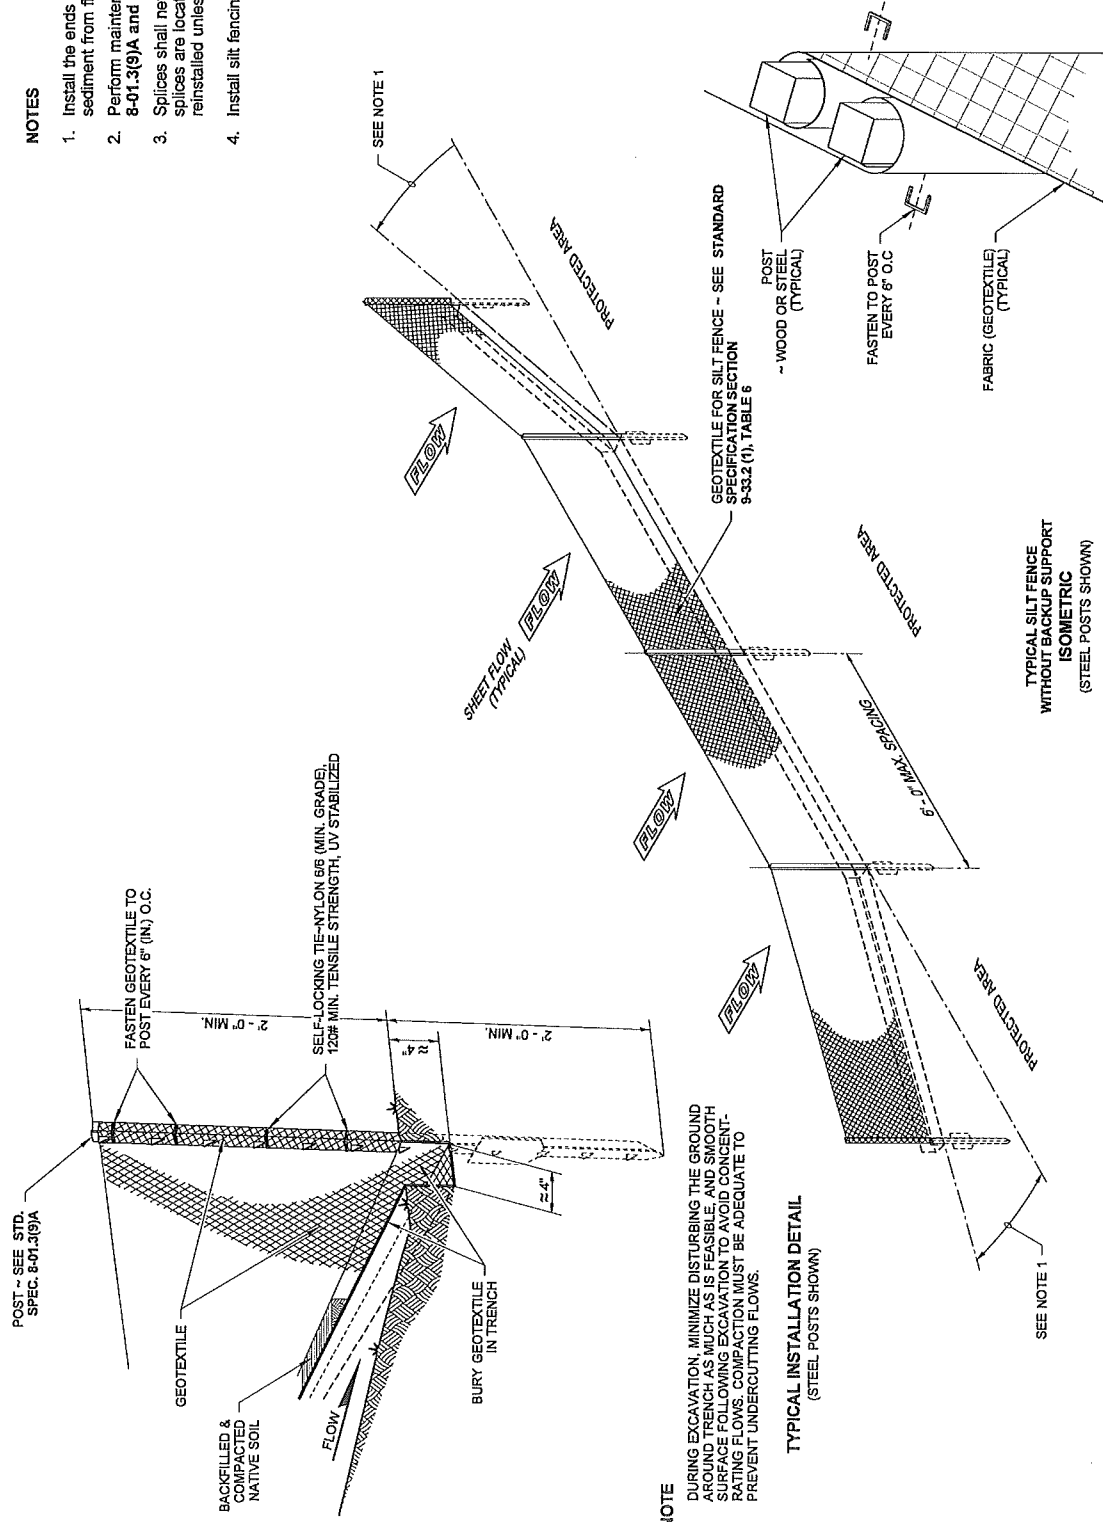 NOTES
1. Install the ends
sediment from f
2. Perform mainten
8-01.3(9)A and
3. Splices shall ne
splices are locat
reinstalled unles
4. Install silt fencin
POST ~ SEE STD.
SPEC. 8-01.3(9)A
FASTEN GEOTEXTILE TO
POST EVERY 6" (IN.) O.C.
SELF-LOCKING TIE~NYLON 6/6 (MIN. GRADE),
120# MIN. TENSILE STRENGTH, UV STABILIZED
2' - 0" MIN.
≈ 4"
2' - 0" MIN.
≈ 4"
GEOTEXTILE
BACKFILLED &
COMPACTED
NATIVE SOIL
FLOW
BURY GEOTEXTILE
IN TRENCH
NOTE
DURING EXCAVATION, MINIMIZE DISTURBING THE GROUND
AROUND TRENCH AS MUCH AS IS FEASIBLE, AND SMOOTH
SURFACE FOLLOWING EXCAVATION TO AVOID CONCENT-
RATING FLOWS. COMPACTION MUST BE ADEQUATE TO
PREVENT UNDERCUTTING FLOWS.
TYPICAL INSTALLATION DETAIL
(STEEL POSTS SHOWN)
SEE NOTE 1
FLOW
FLOW
SHEET FLOW
(TYPICAL)
FLOW
FLOW
SEE NOTE 1
PROTECTED AREA
PROTECTED AREA
PROTECTED AREA
6' - 0" MAX. SPACING
GEOTEXTILE FOR SILT FENCE ~ SEE STANDARD
SPECIFICATION SECTION
9-33.2 (1), TABLE 6
TYPICAL SILT FENCE
WITHOUT BACKUP SUPPORT
ISOMETRIC
(STEEL POSTS SHOWN)
POST
~ WOOD OR STEEL
(TYPICAL)
FASTEN TO POST
EVERY 6" O.C
FABRIC (GEOTEXTILE)
(TYPICAL)